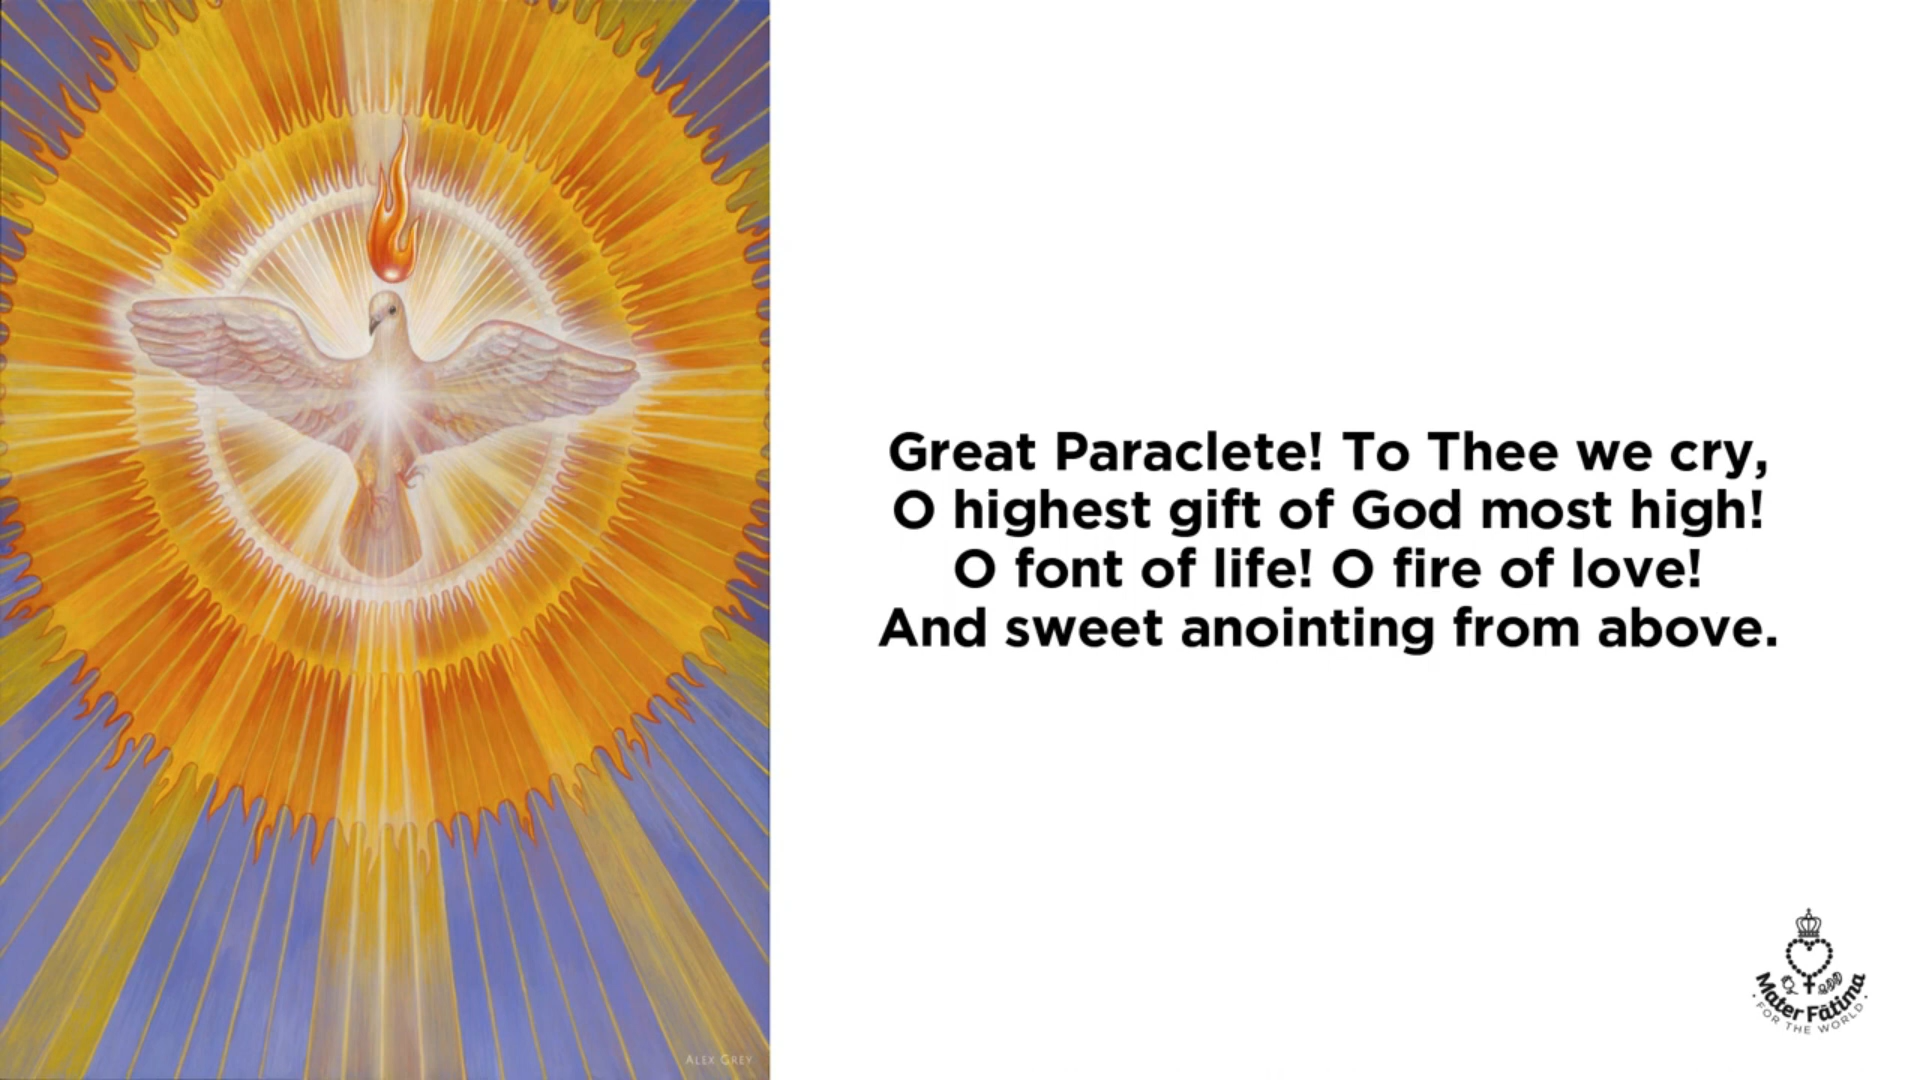 Great Paraclete! To Thee we cry,
O highest gift of God most high!
O font of life! O fire of love!
And sweet anointing from above.
ALEX GREY
Mater Fátima
FOR THE WORLD